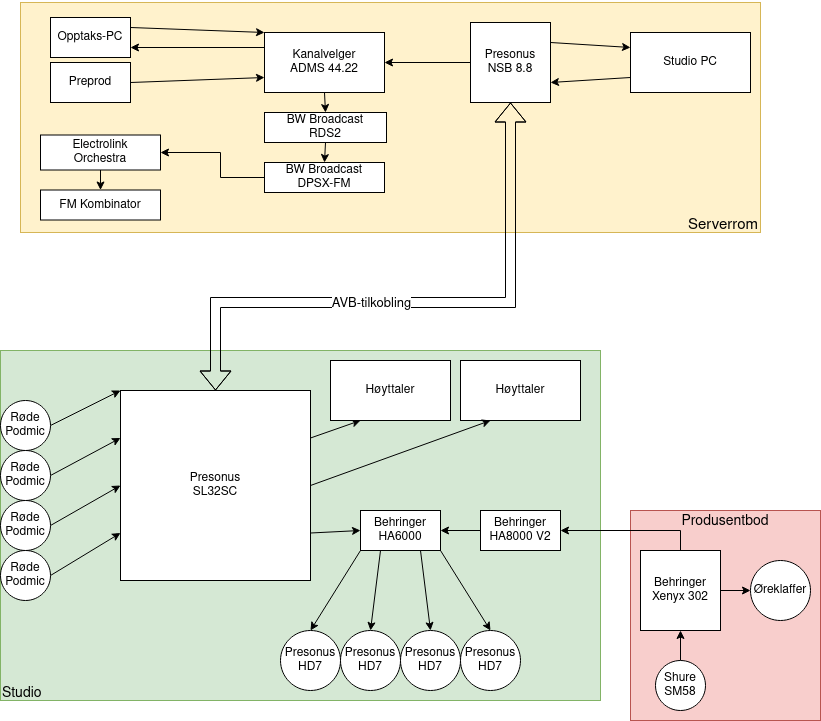 Opptaks-PC
Preprod
Kanalvelger
ADMS 44.22
Presonus
NSB 8.8
Studio PC
BW Broadcast
RDS2
BW Broadcast
DPSX-FM
Electrolink
Orchestra
FM Kombinator
Serverrom
AVB-tilkobling
Høyttaler
Høyttaler
Røde
Podmic
Røde
Podmic
Røde
Podmic
Røde
Podmic
Presonus
SL32SC
Behringer
HA6000
Behringer
HA8000 V2
Presonus
HD7
Presonus
HD7
Presonus
HD7
Presonus
HD7
Studio
Produsentbod
Behringer
Xenyx 302
Øreklaffer
Shure
SM58